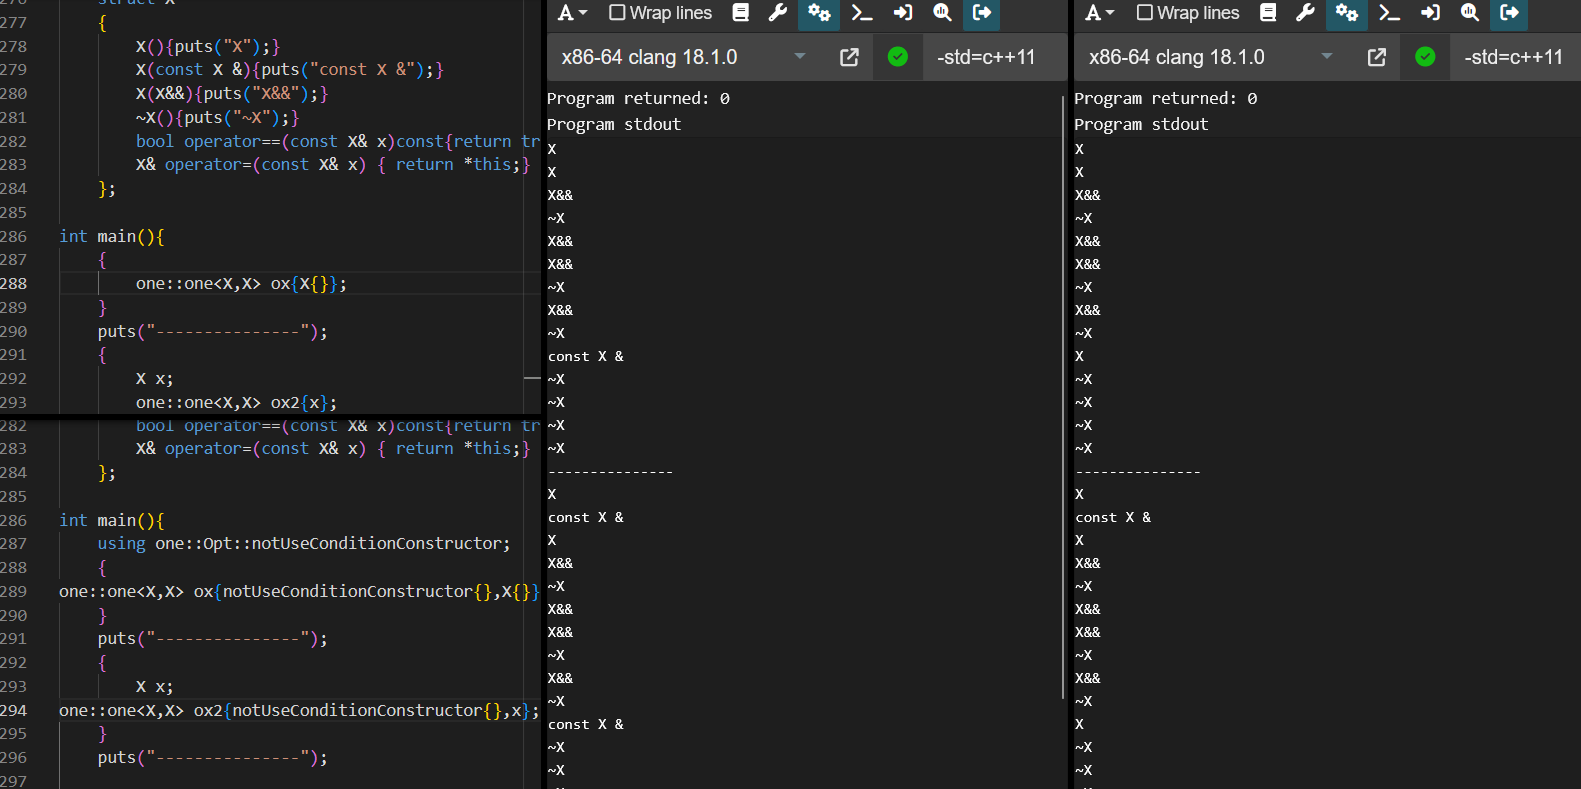 276 struct X
277 {
278 X(){puts("X");}
279 X(const X &){puts("const X &");}
280 X(X&&){puts("X&&");}
281 ~X(){puts("~X");}
282 bool operator==(const X& x)const{return tr
283 X& operator=(const X& x) { return *this;}
284 };
285
286 int main(){
287 {
288 one::one<X,X> ox{X{}};
289 }
290 puts("---------------");
291 {
292 X x;
293 one::one<X,X> ox2{x};
282 bool operator==(const X& x)const{return tr
283 X& operator=(const X& x) { return *this;}
284 };
285
286 int main(){
287 using one::Opt::notUseConditionConstructor;
288 {
289 one::one<X,X> ox{notUseConditionConstructor{},X{}}
290 }
291 puts("---------------");
292 {
293 X x;
294 one::one<X,X> ox2{notUseConditionConstructor{},x};
295 }
296 puts("---------------");
297
A Wrap lines
x86-64 clang 18.1.0 -std=c++11
Program returned: 0
Program stdout
X
X
X&&
~X
X&&
X&&
~X
X&&
~X
const X &
~X
~X
~X
~X
---------------
X
const X &
X
X&&
~X
X&&
X&&
~X
X&&
~X
const X &
~X
~X
A Wrap lines
x86-64 clang 18.1.0 -std=c++11
Program returned: 0
Program stdout
X
X
X&&
~X
X&&
X&&
~X
X&&
~X
X
~X
~X
~X
~X
---------------
X
const X &
X
X&&
~X
X&&
X&&
~X
X&&
~X
X
~X
~X